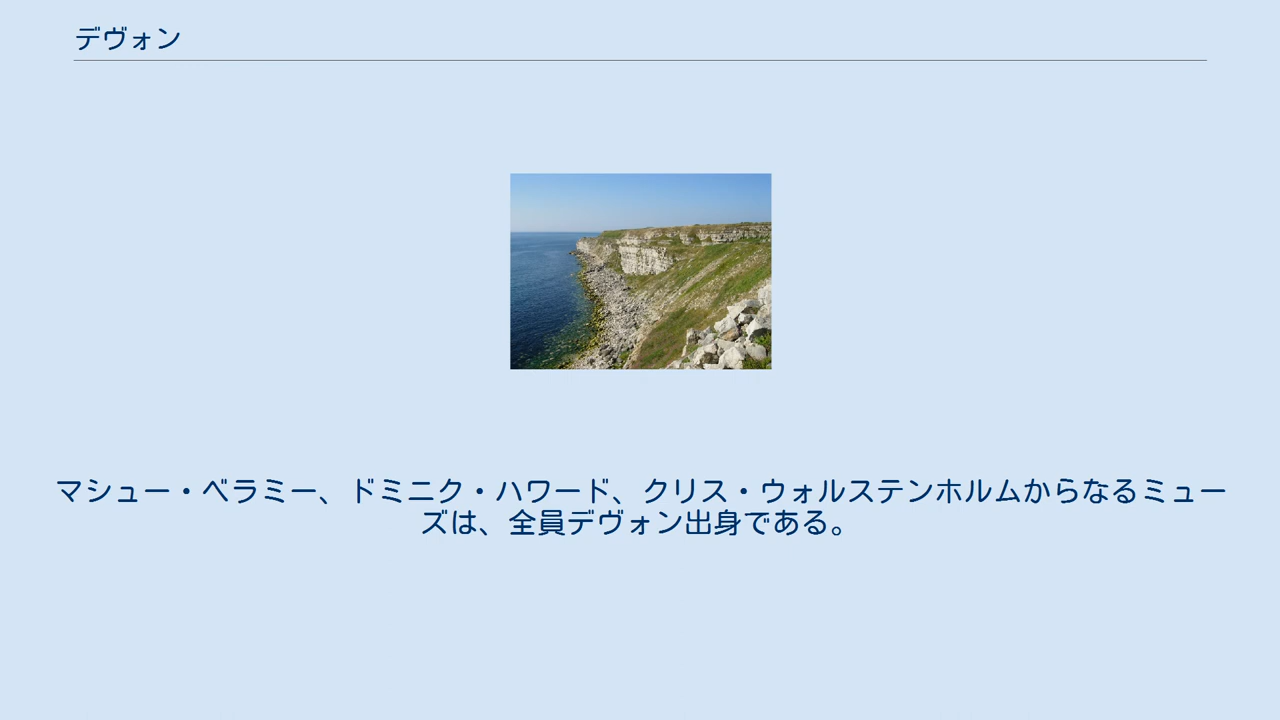 デヴォン
マシュー・ベラミー、ドミニク・ハワード、クリス・ウォルステンホルムからなるミュー
ズは、全員デヴォン出身である。